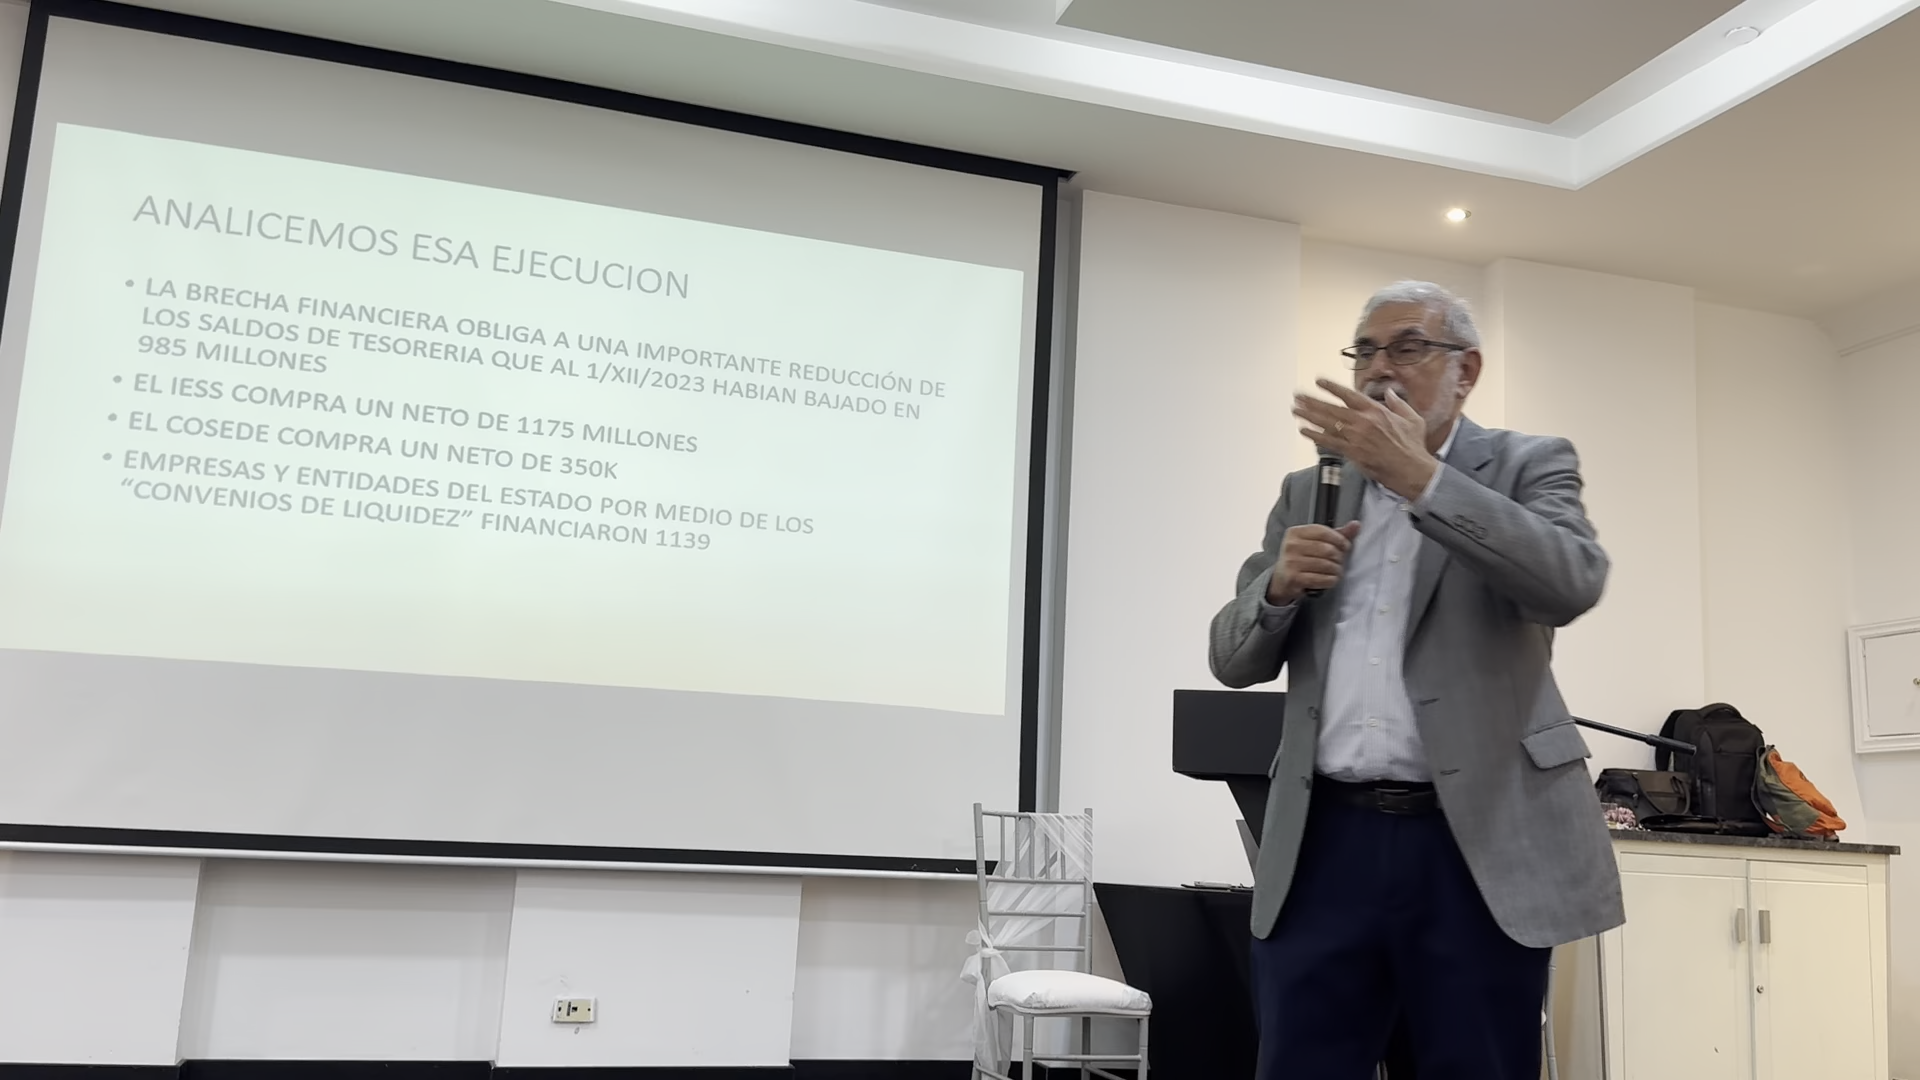 ANALICEMOS ESA EJECUCION
• LA BRECHA FINANCIERA OBLIGA A UNA IMPORTANTE REDUCCIÓN DE
LOS SALDOS DE TESORERIA QUE AL 1/XII/2023 HABIAN BAJADO EN
985 MILLONES
• EL IESS COMPRA UN NETO DE 1175 MILLONES
• EL COSEDE COMPRA UN NETO DE 350K
• EMPRESAS Y ENTIDADES DEL ESTADO POR MEDIO DE LOS
“CONVENIOS DE LIQUIDEZ” FINANCIARON 1139